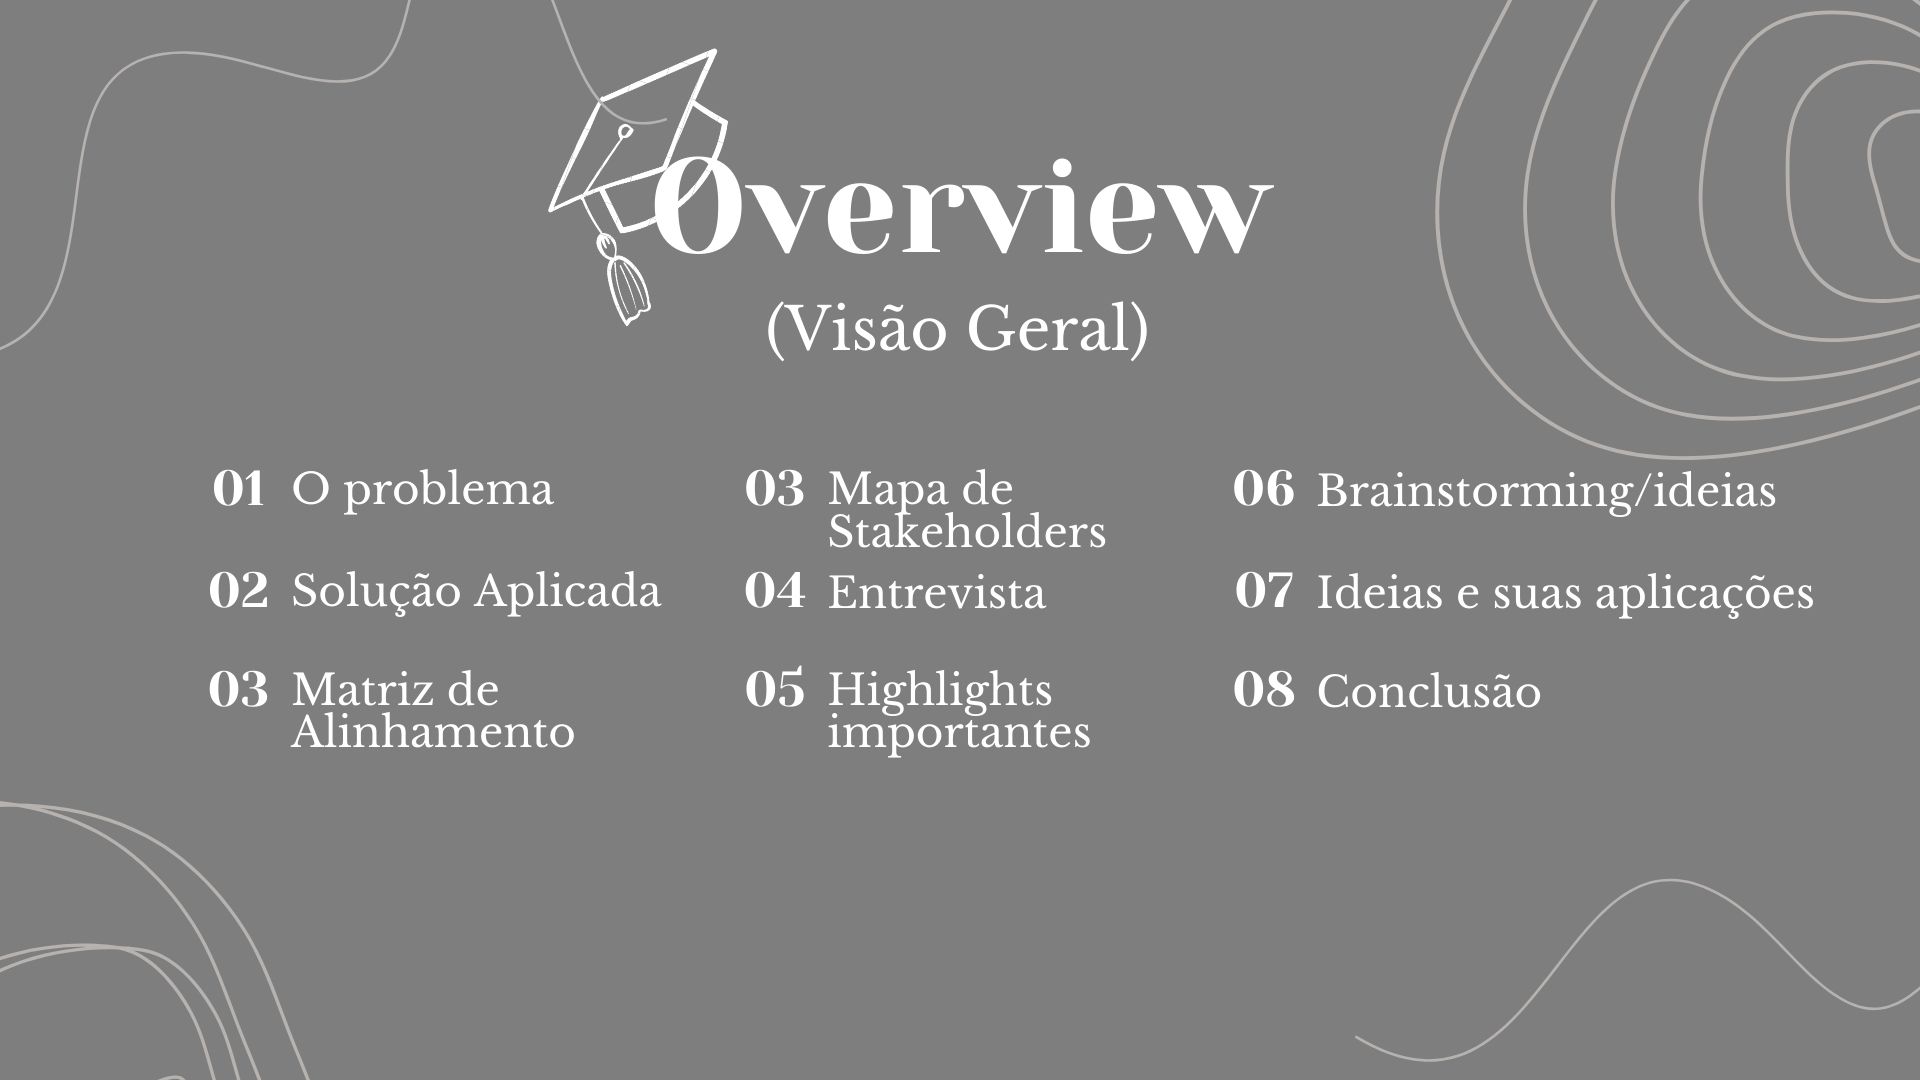 Overview
(Visão Geral)
01 O problema
02 Solução Aplicada
03 Matriz de
Alinhamento
03 Mapa de
Stakeholders
04 Entrevista
05 Highlights
importantes
06 Brainstorming/ideias
07 Ideias e suas aplicações
08 Conclusão